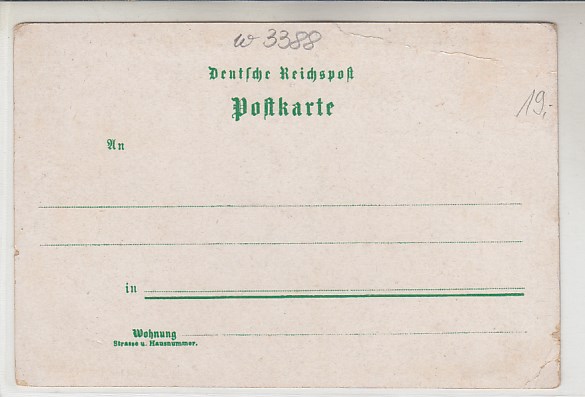 w 3388
Deutsche Reichspost
Postkarte
19,-
An
in
Wohnung
Strasse u. Hausnummer.